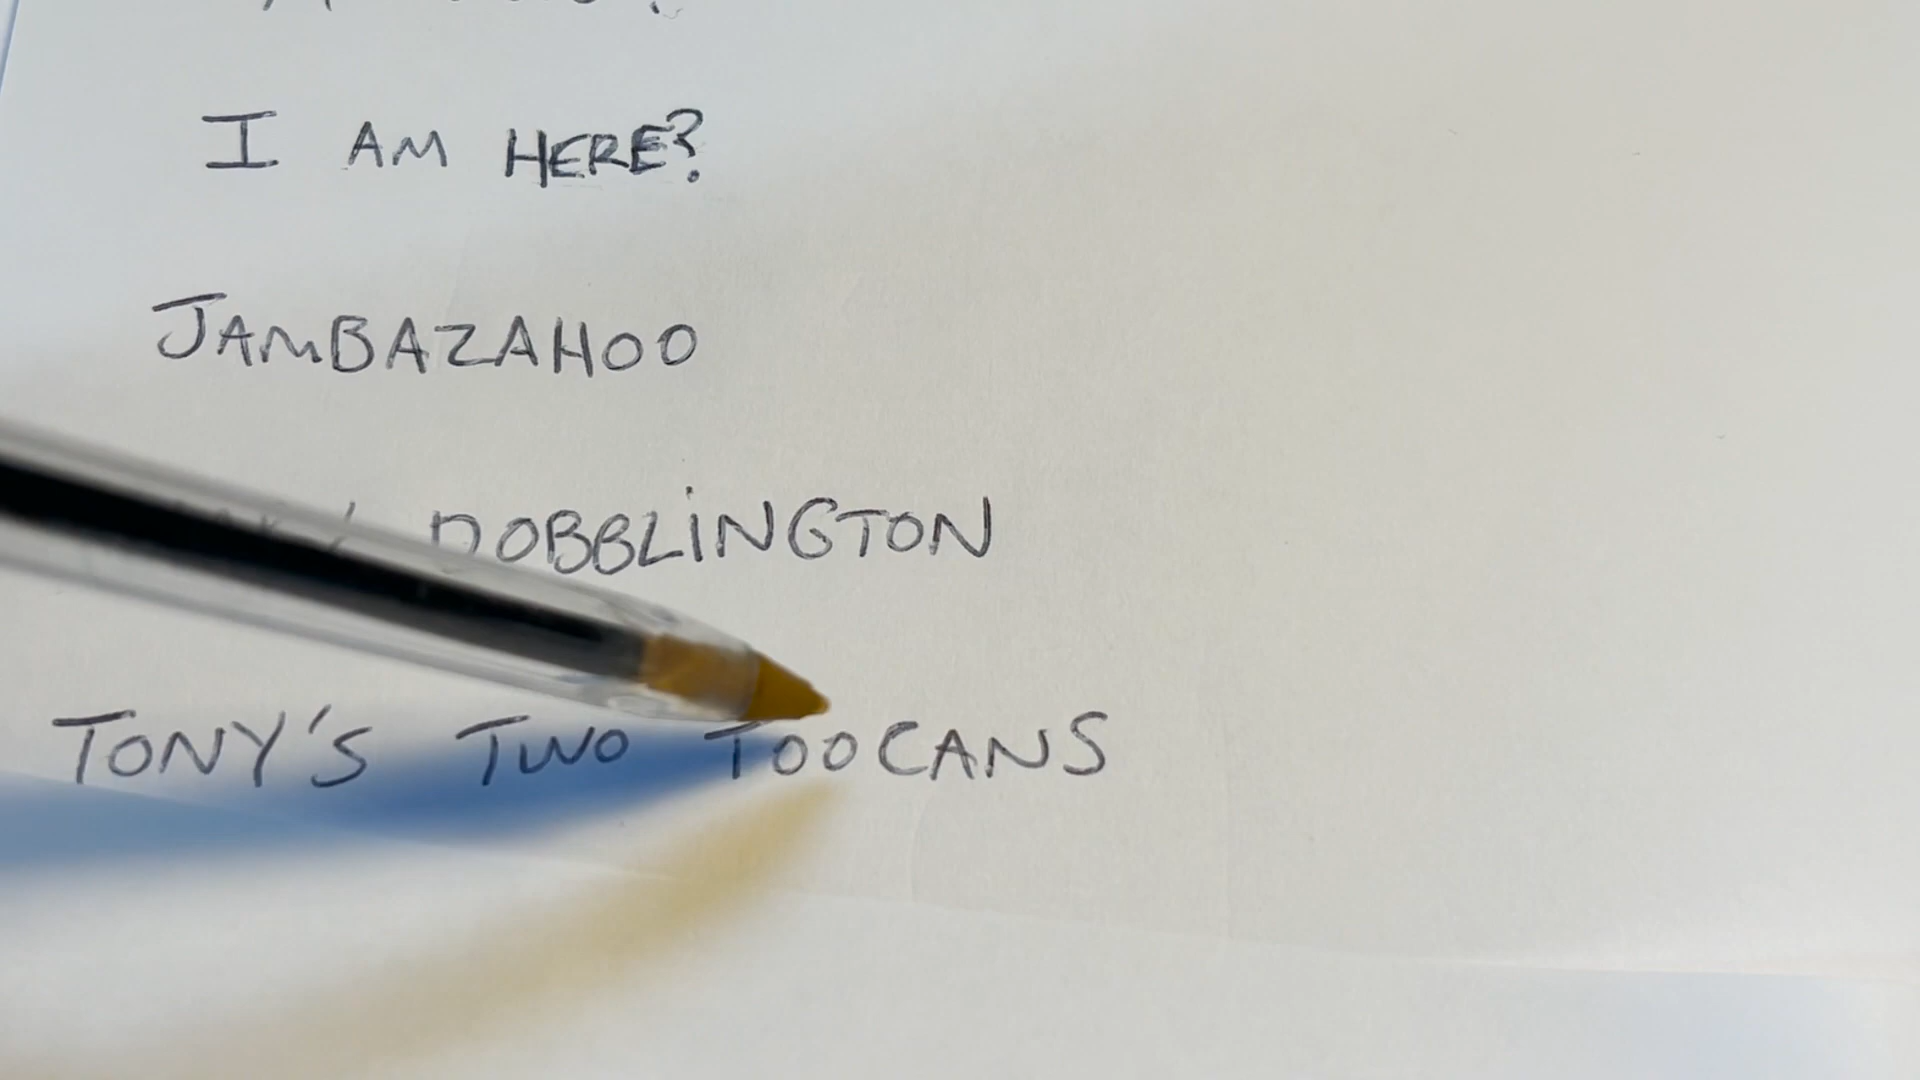 I AM HERE?
JAMBAZAHOO
DOBBLINGTON
TONY'S TWO TOOCANS